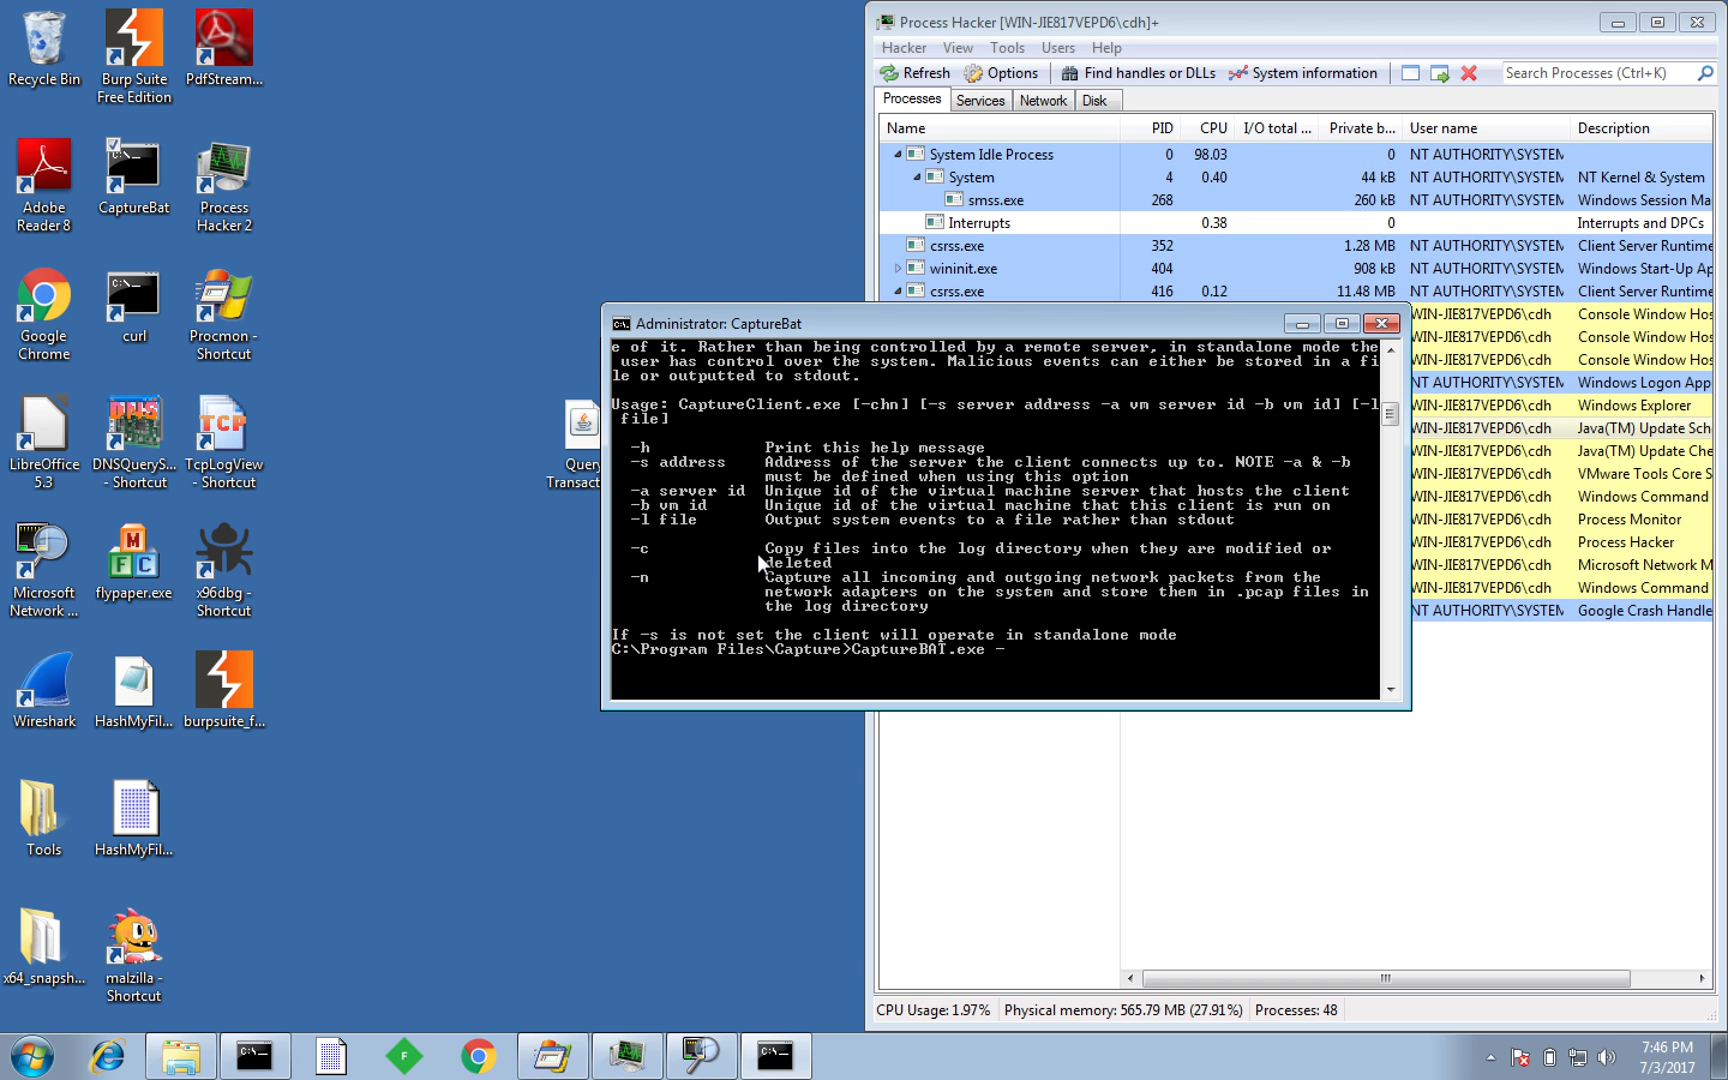 Recycle Bin
Burp Suite
Free Edition
PdfStream...
Adobe
Reader 8
CaptureBat
Process
Hacker 2
Google
Chrome
curl
Procmon -
Shortcut
LibreOffice
5.3
DNSQueryS...
- Shortcut
TcpLogView
- Shortcut
Microsoft
Network ...
flypaper.exe
x96dbg -
Shortcut
Wireshark
HashMyFil...
burpsuite_f...
Tools
HashMyFil...
x64_snapsh...
malzilla -
Shortcut
Query
Transact
Process Hacker [WIN-JIE817VEPD6\cdh]+
Hacker View Tools Users Help
Refresh Options Find handles or DLLs System information Search Processes (Ctrl+K)
Processes Services Network Disk
Name PID CPU I/O total ... Private b... User name Description
System Idle Process 0 98.03 0 NT AUTHORITY\SYSTEM
System 4 0.40 44 kB NT AUTHORITY\SYSTEM NT Kernel & System
smss.exe 268 260 kB NT AUTHORITY\SYSTEM Windows Session Ma
Interrupts 0.38 0 Interrupts and DPCs
csrss.exe 352 1.28 MB NT AUTHORITY\SYSTEM Client Server Runtime
wininit.exe 404 908 kB NT AUTHORITY\SYSTEM Windows Start-Up Ap
csrss.exe 416 0.12 11.48 MB NT AUTHORITY\SYSTEM Client Server Runtime
WIN-JIE817VEPD6\cdh Console Window Hos
WIN-JIE817VEPD6\cdh Console Window Hos
WIN-JIE817VEPD6\cdh Console Window Hos
NT AUTHORITY\SYSTEM Windows Logon App
WIN-JIE817VEPD6\cdh Windows Explorer
WIN-JIE817VEPD6\cdh Java(TM) Update Sch
WIN-JIE817VEPD6\cdh Java(TM) Update Che
WIN-JIE817VEPD6\cdh VMware Tools Core S
WIN-JIE817VEPD6\cdh Windows Command
WIN-JIE817VEPD6\cdh Process Monitor
WIN-JIE817VEPD6\cdh Process Hacker
WIN-JIE817VEPD6\cdh Microsoft Network M
WIN-JIE817VEPD6\cdh Windows Command
NT AUTHORITY\SYSTEM Google Crash Handle
CPU Usage: 1.97% Physical memory: 565.79 MB (27.91%) Processes: 48
Administrator: CaptureBat
e of it. Rather than being controlled by a remote server, in standalone mode the
user has control over the system. Malicious events can either be stored in a fi
le or outputted to stdout.
Usage: CaptureClient.exe [-chn] [-s server address -a vm server id -b vm id] [-l
file]
-h Print this help message
-s address Address of the server the client connects up to. NOTE -a & -b
must be defined when using this option
-a server id Unique id of the virtual machine server that hosts the client
-b vm id Unique id of the virtual machine that this client is run on
-l file Output system events to a file rather than stdout
-c Copy files into the log directory when they are modified or
deleted
-n Capture all incoming and outgoing network packets from the
network adapters on the system and store them in .pcap files in
the log directory
If -s is not set the client will operate in standalone mode
C:\Program Files\Capture>CaptureBAT.exe -
7:46 PM
7/3/2017